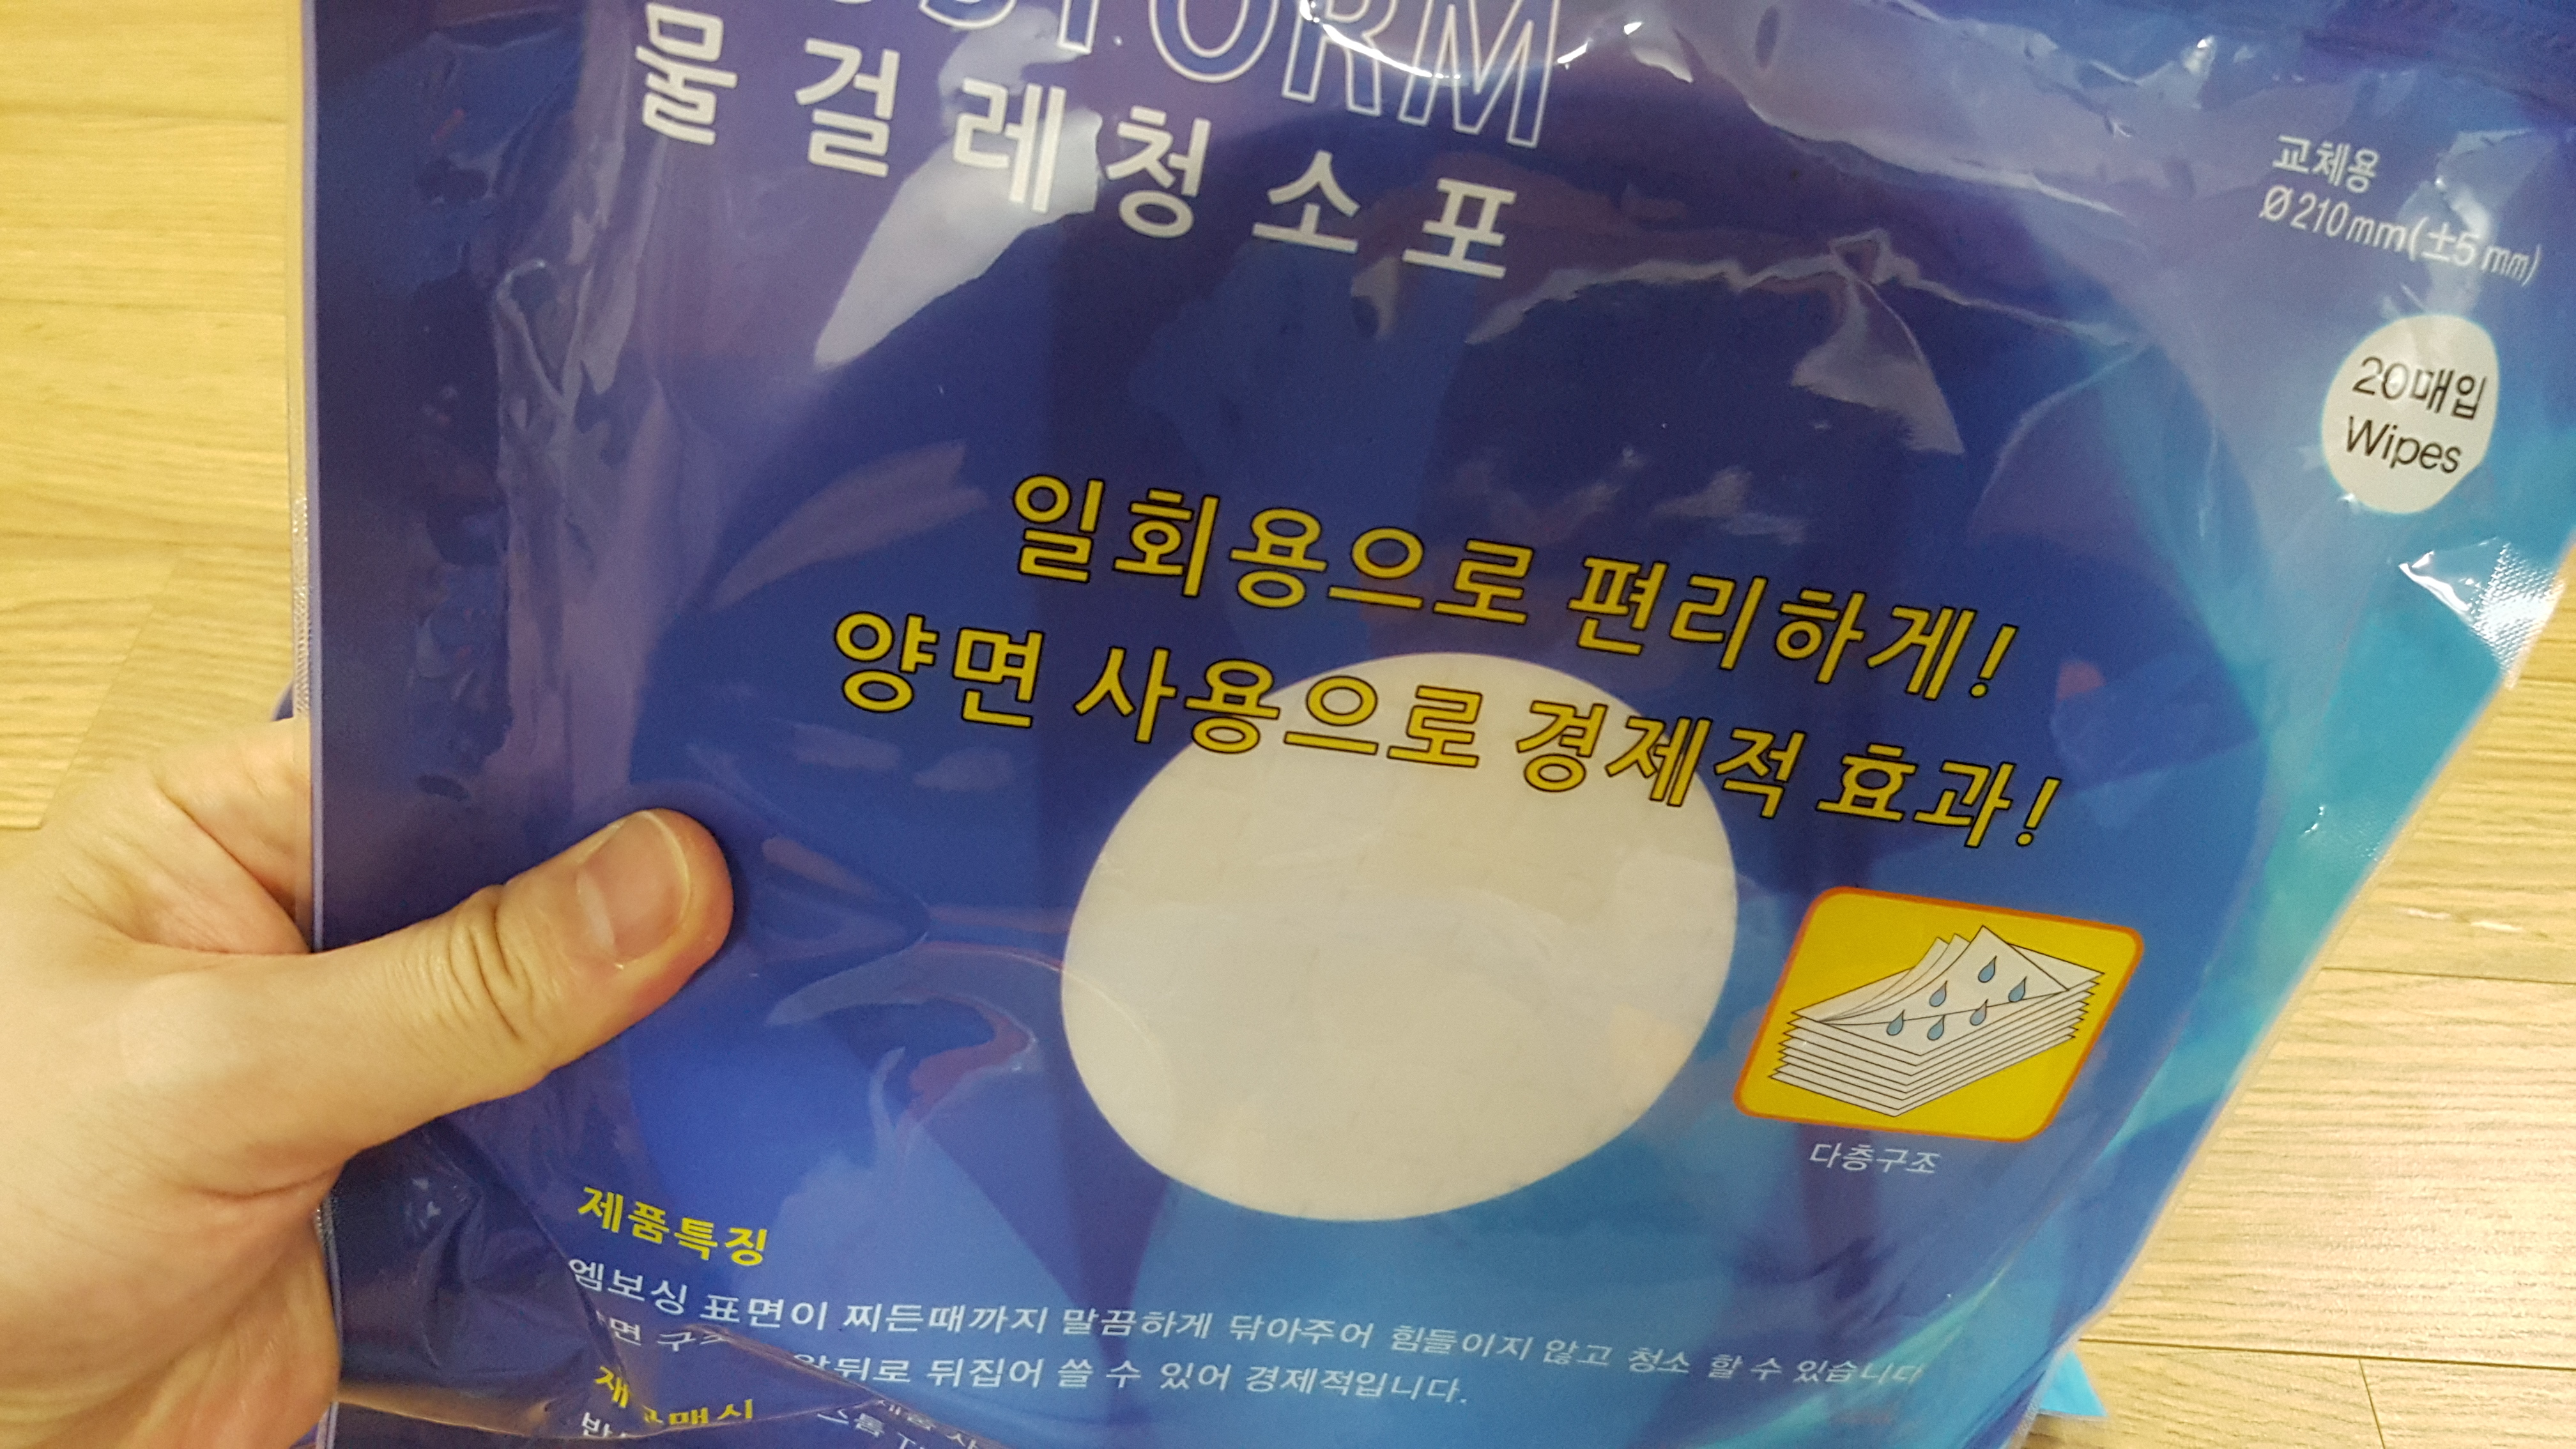 STORM
물걸레청소포
교체용
Ø210mm(±5mm)
20매입
Wipes
일회용으로 편리하게!
양면 사용으로 경제적 효과!
다층구조
제품특징
엠보싱 표면이 찌든때까지 말끔하게 닦아주어 힘들이지 않고 청소 할 수 있습니다
앞뒤로 뒤집어 쓸 수 있어 경제적입니다.